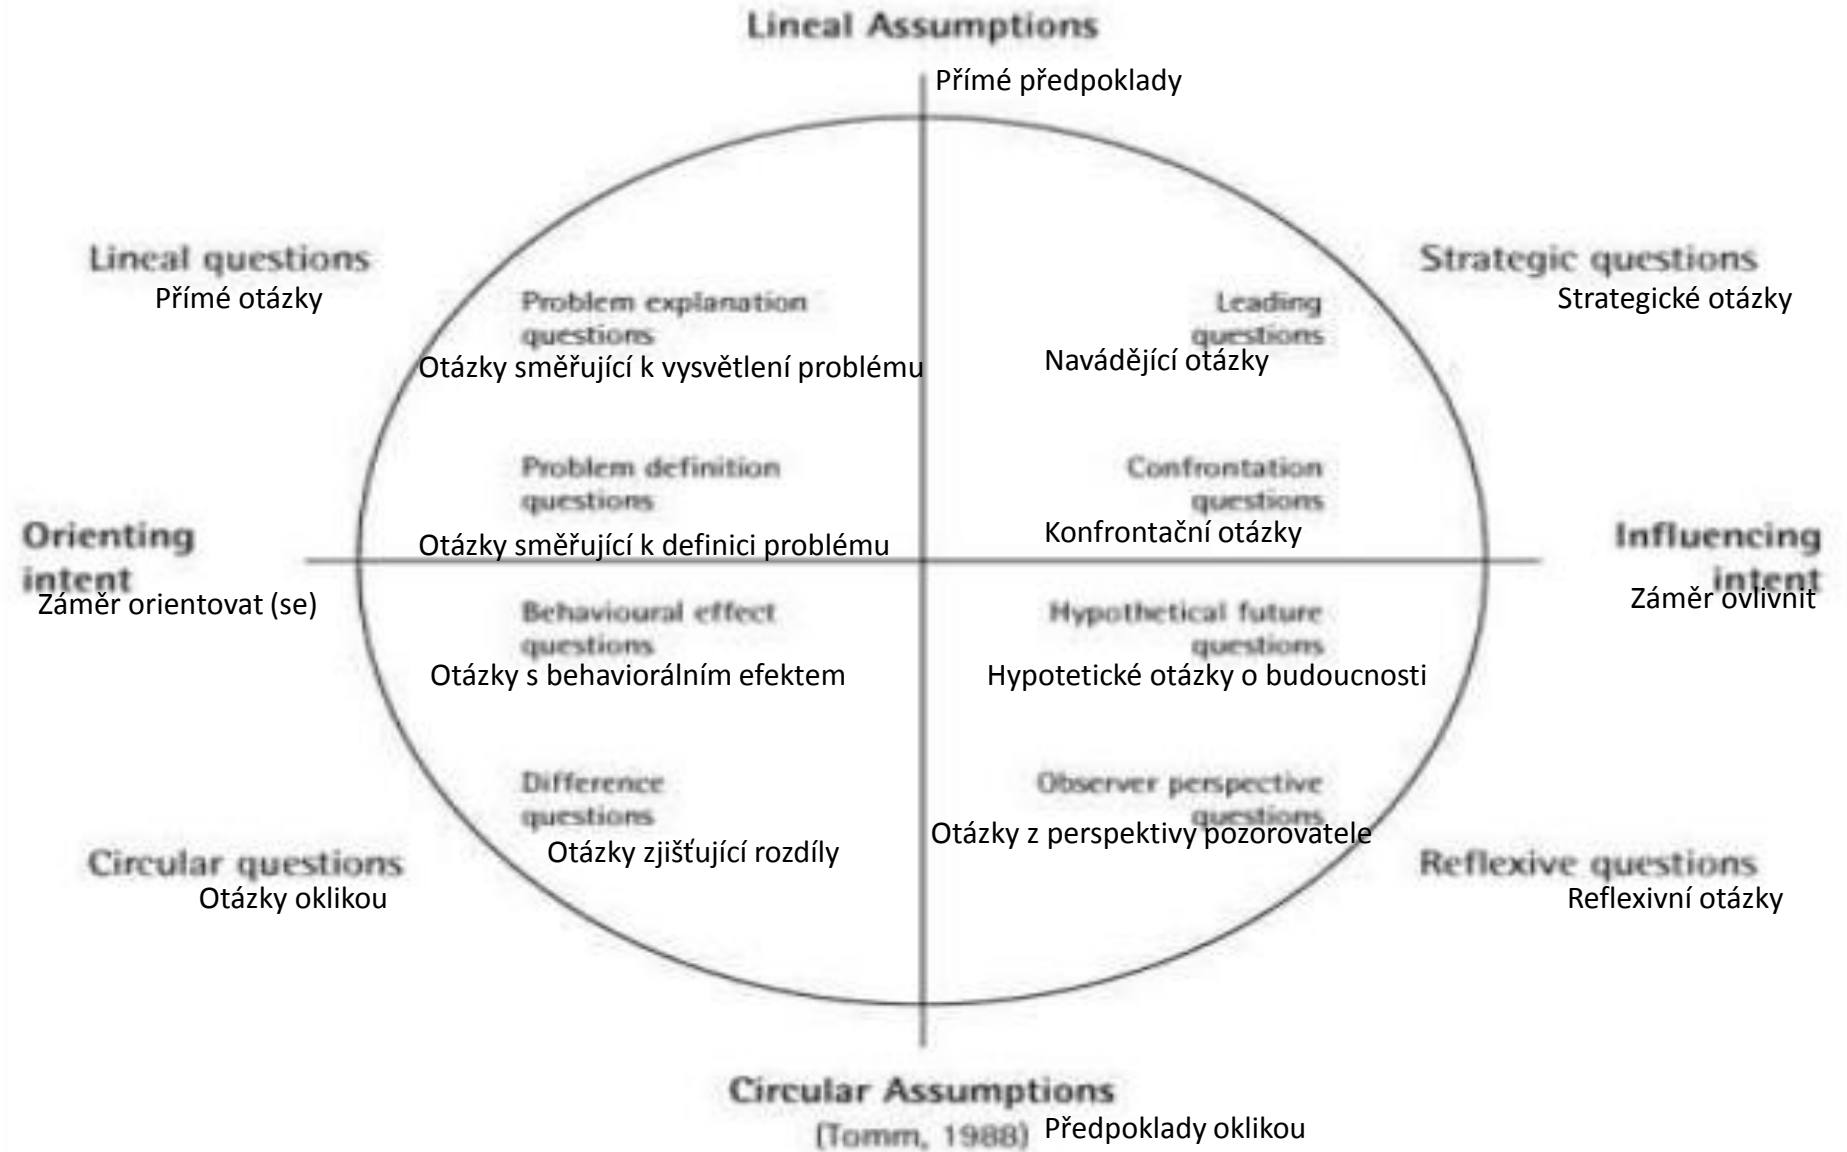 Lineal Assumptions
Přímé předpoklady
Lineal questions
Přímé otázky
Strategic questions
Strategické otázky
Problem explanation
questions
Otázky směřující k vysvětlení problému
Leading
questions
Navádějící otázky
Problem definition
questions
Otázky směřující k definici problému
Confrontation
questions
Konfrontační otázky
Orienting
intent
Záměr orientovat (se)
Influencing
intent
Záměr ovlivnit
Behavioural effect
questions
Otázky s behaviorálním efektem
Hypothetical future
questions
Hypotetické otázky o budoucnosti
Difference
questions
Otázky zjišťující rozdíly
Observer perspective
questions
Otázky z perspektivy pozorovatele
Circular questions
Otázky oklikou
Reflexive questions
Reflexivní otázky
Circular Assumptions
(Tomm, 1988)
Předpoklady oklikou